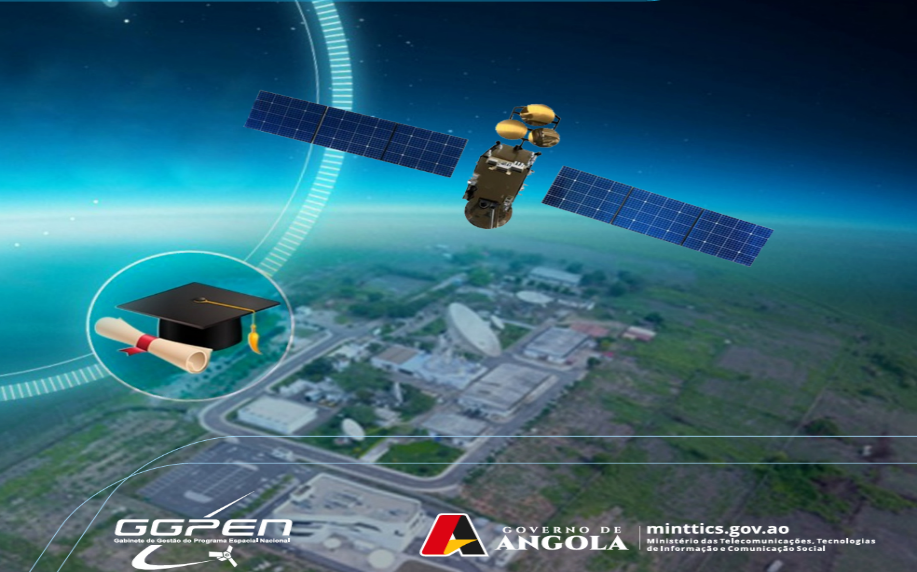 GGPEN
Gabinete de Gestão do Programa Espacial Nacional
GOVERNO DE
ANGOLA
minttics.gov.ao
Ministério das Telecomunicações, Tecnologias
de Informação e Comunicação Social